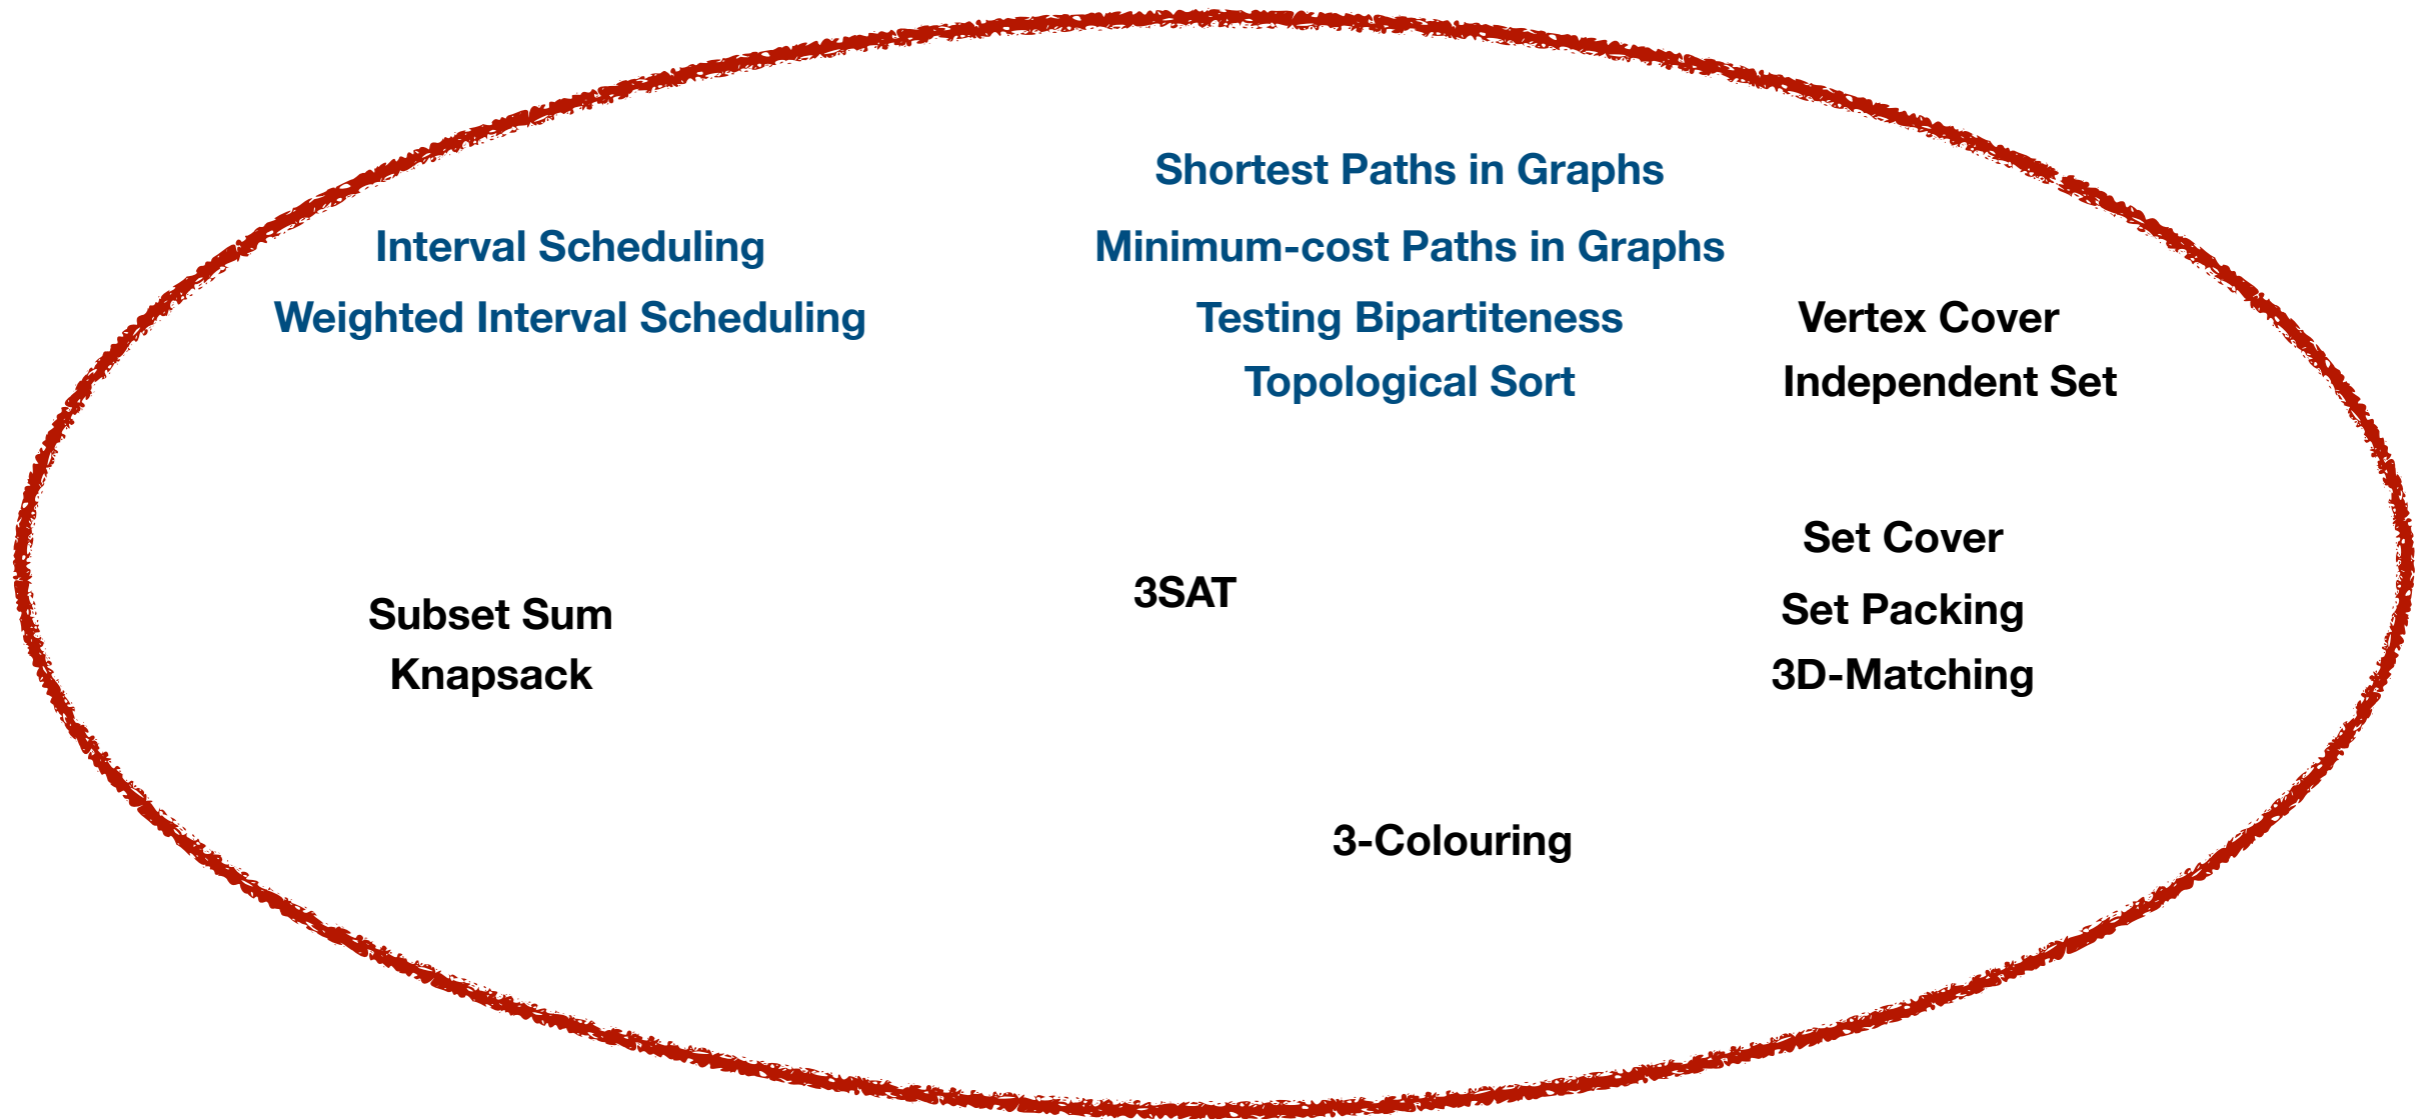 Shortest Paths in Graphs
Interval Scheduling
Minimum-cost Paths in Graphs
Weighted Interval Scheduling
Testing Bipartiteness
Vertex Cover
Topological Sort
Independent Set
Set Cover
3SAT
Subset Sum
Set Packing
Knapsack
3D-Matching
3-Colouring